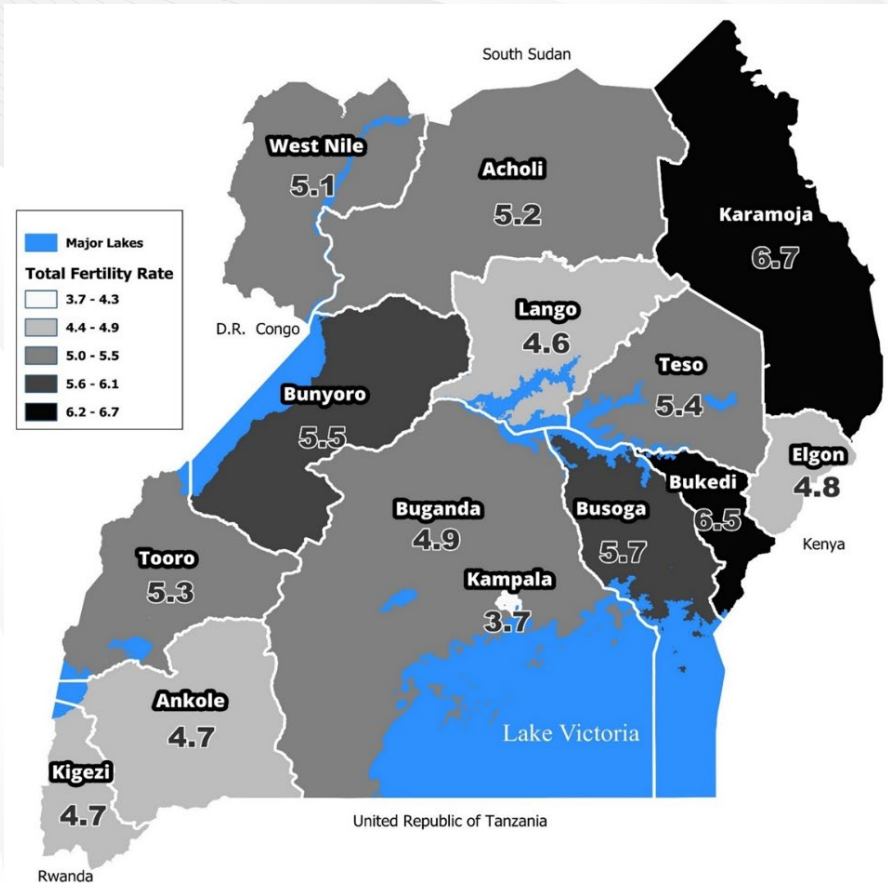 South Sudan
West Nile
5.1
Acholi
5.2
Karamoja
6.7
Major Lakes
Total Fertility Rate
3.7 - 4.3
4.4 - 4.9
5.0 - 5.5
5.6 - 6.1
6.2 - 6.7
D.R. Congo
Lango
4.6
Teso
5.4
Bunyoro
5.5
Elgon
4.8
Bukedi
6.5
Buganda
4.9
Busoga
5.7
Kenya
Tooro
5.3
Kampala
3.7
Ankole
4.7
Lake Victoria
Kigezi
4.7
United Republic of Tanzania
Rwanda